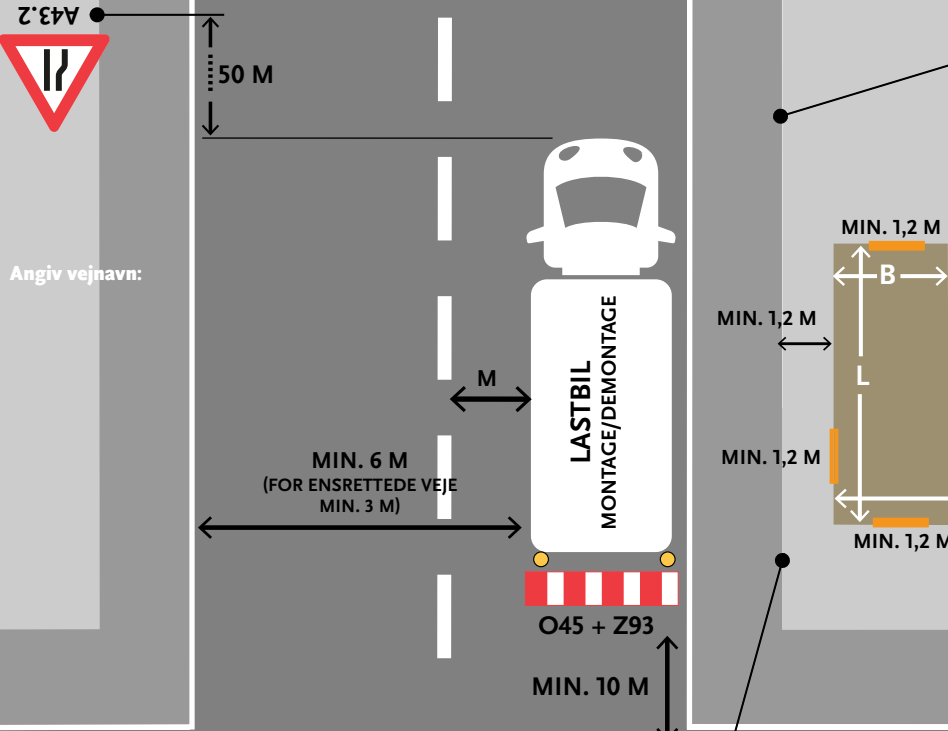 A43.2
50 M
Angiv vejnavn:
MIN. 1,2 M
B
MIN. 1,2 M
L
M
LASTBIL
MONTAGE/DEMONTAGE
MIN. 6 M
(FOR ENSRETTEDE VEJE
MIN. 3 M)
MIN. 1,2 M
MIN. 1,2 M
O45 + Z93
MIN. 10 M